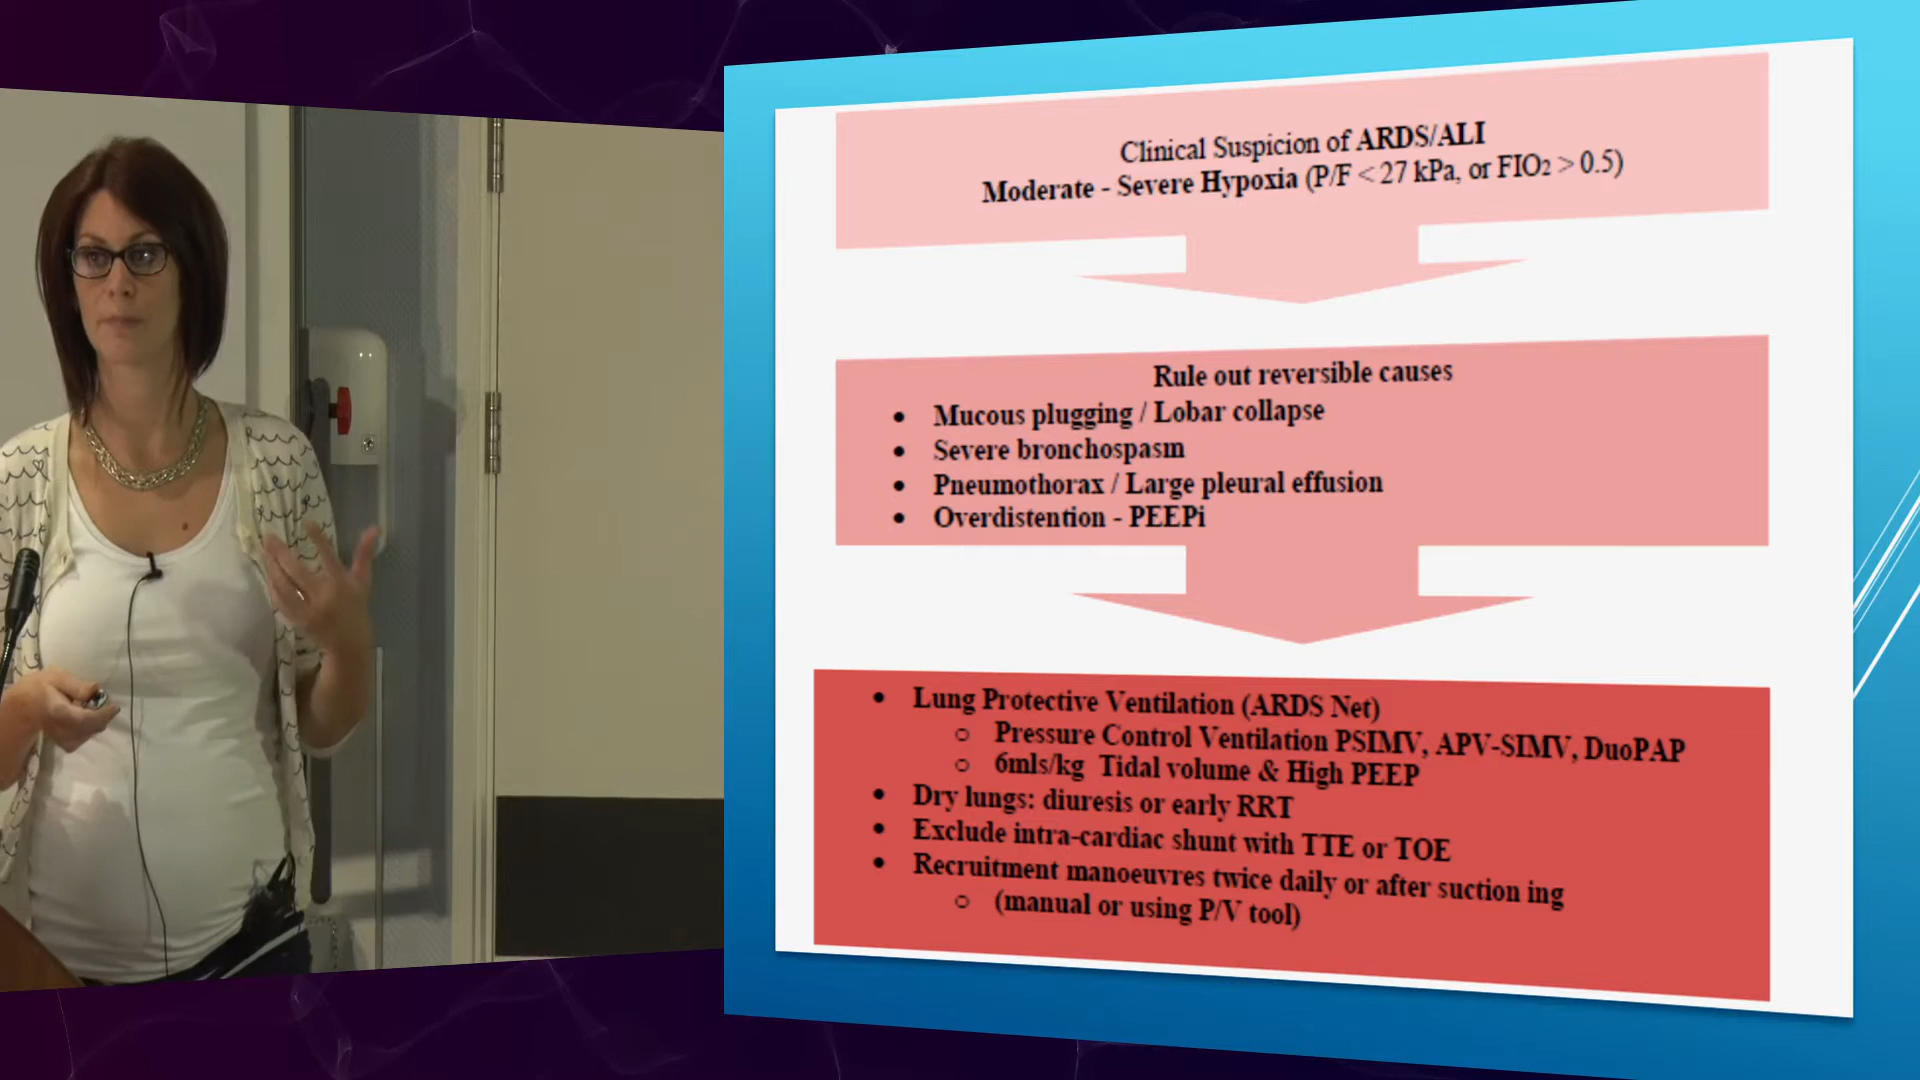 Clinical Suspicion of ARDS/ALI
Moderate - Severe Hypoxia (P/F < 27 kPa, or FIO2 > 0.5)
Rule out reversible causes
• Mucous plugging / Lobar collapse
• Severe bronchospasm
• Pneumothorax / Large pleural effusion
• Overdistention - PEEPi
• Lung Protective Ventilation (ARDS Net)
○ Pressure Control Ventilation PSIMV, APV-SIMV, DuoPAP
○ 6mls/kg Tidal volume & High PEEP
• Dry lungs: diuresis or early RRT
• Exclude intra-cardiac shunt with TTE or TOE
• Recruitment manoeuvres twice daily or after suction ing
○ (manual or using P/V tool)